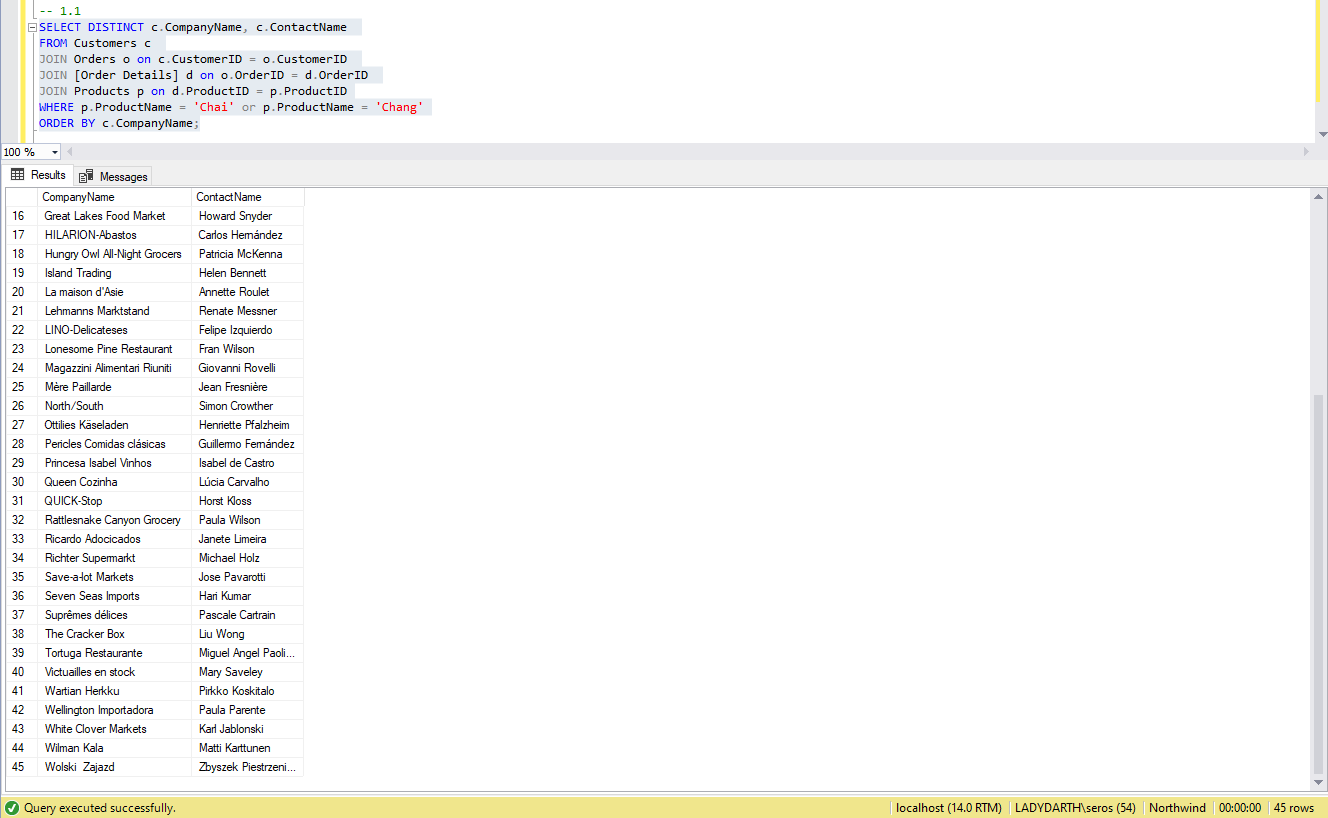 -- 1.1
SELECT DISTINCT c.CompanyName, c.ContactName
FROM Customers c
JOIN Orders o on c.CustomerID = o.CustomerID
JOIN [Order Details] d on o.OrderID = d.OrderID
JOIN Products p on d.ProductID = p.ProductID
WHERE p.ProductName = 'Chai' or p.ProductName = 'Chang'
ORDER BY c.CompanyName;
100 %
Results Messages
CompanyName ContactName
16 Great Lakes Food Market Howard Snyder
17 HILARION-Abastos Carlos Hernández
18 Hungry Owl All-Night Grocers Patricia McKenna
19 Island Trading Helen Bennett
20 La maison d'Asie Annette Roulet
21 Lehmanns Marktstand Renate Messner
22 LINO-Delicateses Felipe Izquierdo
23 Lonesome Pine Restaurant Fran Wilson
24 Magazzini Alimentari Riuniti Giovanni Rovelli
25 Mère Paillarde Jean Fresnière
26 North/South Simon Crowther
27 Ottilies Käseladen Henriette Pfalzheim
28 Pericles Comidas clásicas Guillermo Fernández
29 Princesa Isabel Vinhos Isabel de Castro
30 Queen Cozinha Lúcia Carvalho
31 QUICK-Stop Horst Kloss
32 Rattlesnake Canyon Grocery Paula Wilson
33 Ricardo Adocicados Janete Limeira
34 Richter Supermarkt Michael Holz
35 Save-a-lot Markets Jose Pavarotti
36 Seven Seas Imports Hari Kumar
37 Suprêmes délices Pascale Cartrain
38 The Cracker Box Liu Wong
39 Tortuga Restaurante Miguel Angel Paoli...
40 Victuailles en stock Mary Saveley
41 Wartian Herkku Pirkko Koskitalo
42 Wellington Importadora Paula Parente
43 White Clover Markets Karl Jablonski
44 Wilman Kala Matti Karttunen
45 Wolski  Zajazd Zbyszek Piestrzeni...
Query executed successfully. localhost (14.0 RTM) LADYDARTH\seros (54) Northwind 00:00:00 45 rows